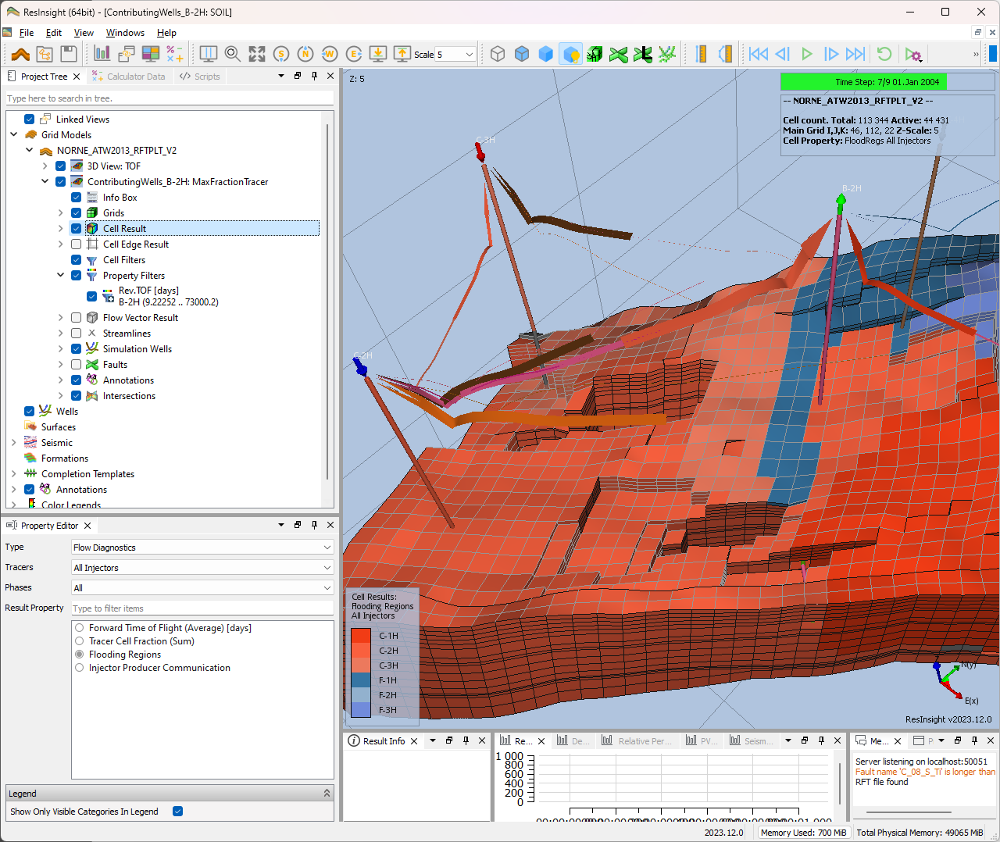 ResInsight (64bit) - [ContributingWells_B-2H: SOIL]
File Edit View Windows Help
Scale 5
Project Tree Calculator Data Scripts
Type here to search in tree.
Linked Views
Grid Models
NORNE_ATW2013_RFTPLT_V2
3D View: TOF
ContributingWells_B-2H: MaxFractionTracer
Info Box
Grids
Cell Result
Cell Edge Result
Cell Filters
Property Filters
Rev.TOF [days]
B-2H (9.22252 .. 73000.2)
Flow Vector Result
Streamlines
Simulation Wells
Faults
Annotations
Intersections
Wells
Surfaces
Seismic
Formations
Completion Templates
Annotations
Color Legends
Property Editor
Type Flow Diagnostics
Tracers All Injectors
Phases All
Result Property Type to filter items
Forward Time of Flight (Average) [days]
Tracer Cell Fraction (Sum)
Flooding Regions
Injector Producer Communication
Legend
Show Only Visible Categories In Legend
Z: 5
Time Step: 7/9 01.Jan 2004
-- NORNE_ATW2013_RFTPLT_V2 --
Cell count. Total: 113 344 Active: 44 431
Main Grid I,J,K: 46, 112, 22 Z-Scale: 5
Cell Property: FloodRegs All Injectors
C-3H
B-2H
C-2H
Cell Results:
Flooding Regions
All Injectors
C-1H
C-2H
C-3H
F-1H
F-2H
F-3H
Z
N(y)
E(x)
ResInsight v2023.12.0
Result Info
Re... De... Relative Per... PV... Seism...
1 000
800
600
400
200
0
Me... P
Server listening on localhost:50051
Fault name 'C_08_S_Ti' is longer than
RFT file found
2023.12.0 Memory Used: 700 MiB Total Physical Memory: 49065 MiB